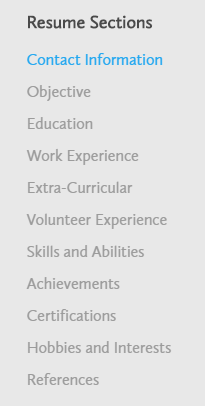 Resume Sections
Contact Information
Objective
Education
Work Experience
Extra-Curricular
Volunteer Experience
Skills and Abilities
Achievements
Certifications
Hobbies and Interests
References